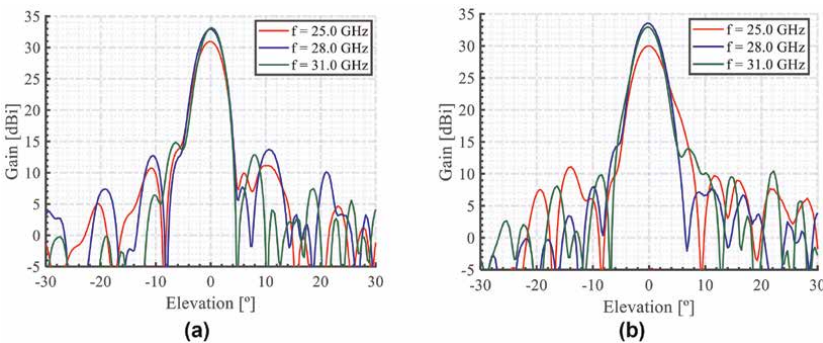 35
30
25
20
15
10
5
0
-5
Gain [dBi]
f = 25.0 GHz
f = 28.0 GHz
f = 31.0 GHz
-30 -20 -10 0 10 20 30
Elevation [º]
(a)
35
30
25
20
15
10
5
0
-5
Gain [dBi]
f = 25.0 GHz
f = 28.0 GHz
f = 31.0 GHz
-30 -20 -10 0 10 20 30
Elevation [º]
(b)